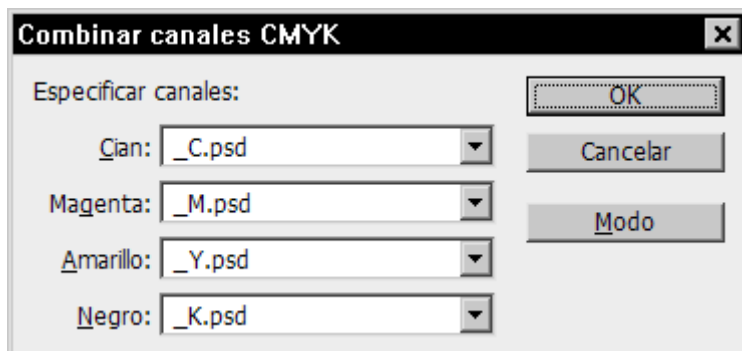 Combinar canales CMYK
Especificar canales:
OK
Cian: _C.psd
Cancelar
Magenta: _M.psd
Modo
Amarillo: _Y.psd
Negro: _K.psd